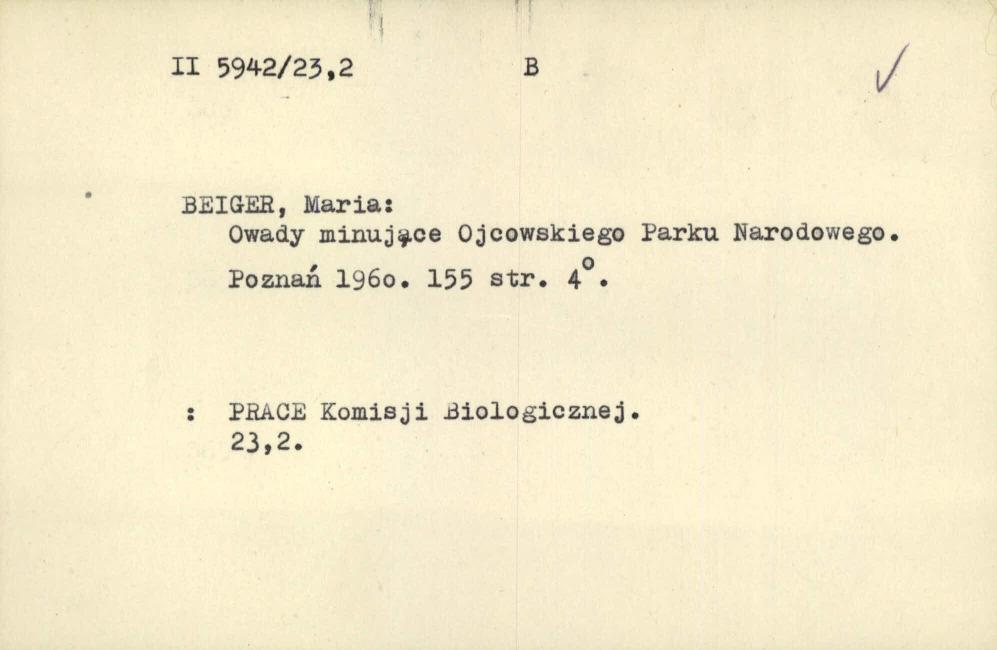 II 5942/23,2 B
BEIGER, Maria:
Owady minujące Ojcowskiego Parku Narodowego.
Poznań 196o. 155 str. 4°.
: PRACE Komisji Biologicznej.
23,2.